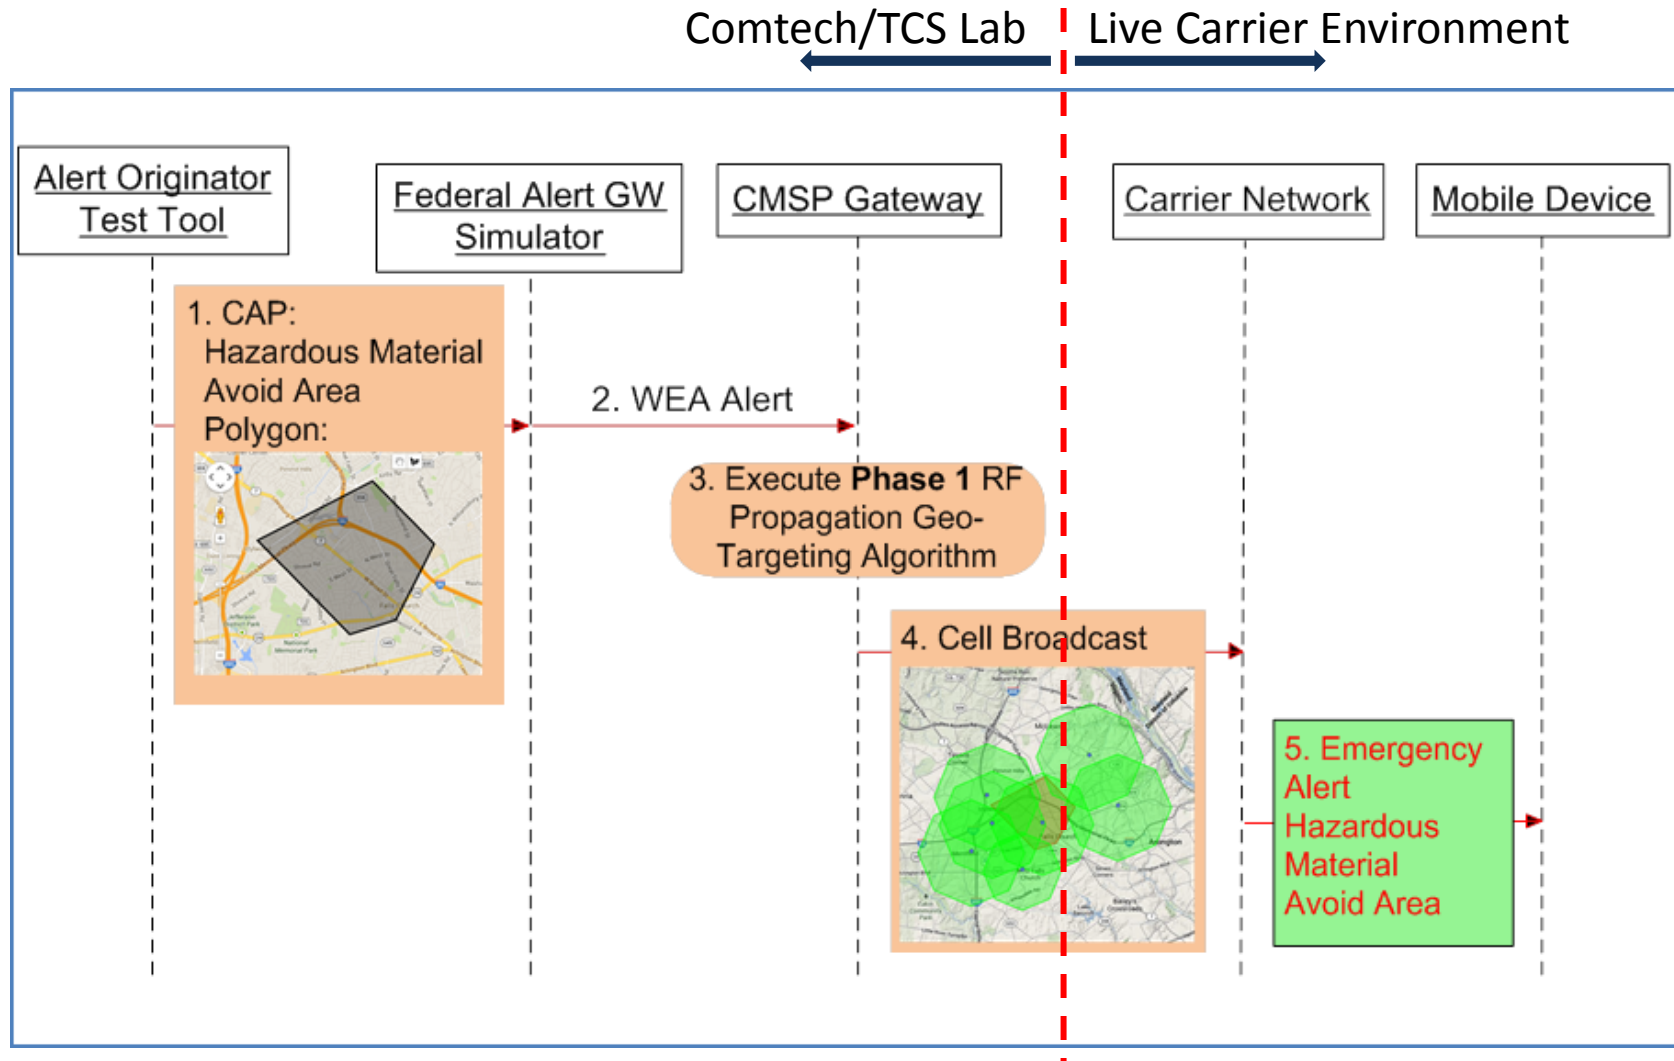 Comtech/TCS Lab
Live Carrier Environment
Alert Originator
Test Tool
Federal Alert GW
Simulator
CMSP Gateway
Carrier Network
Mobile Device
1. CAP:
Hazardous Material
Avoid Area
Polygon:
2. WEA Alert
3. Execute Phase 1 RF
Propagation Geo-
Targeting Algorithm
4. Cell Broadcast
5. Emergency
Alert
Hazardous
Material
Avoid Area